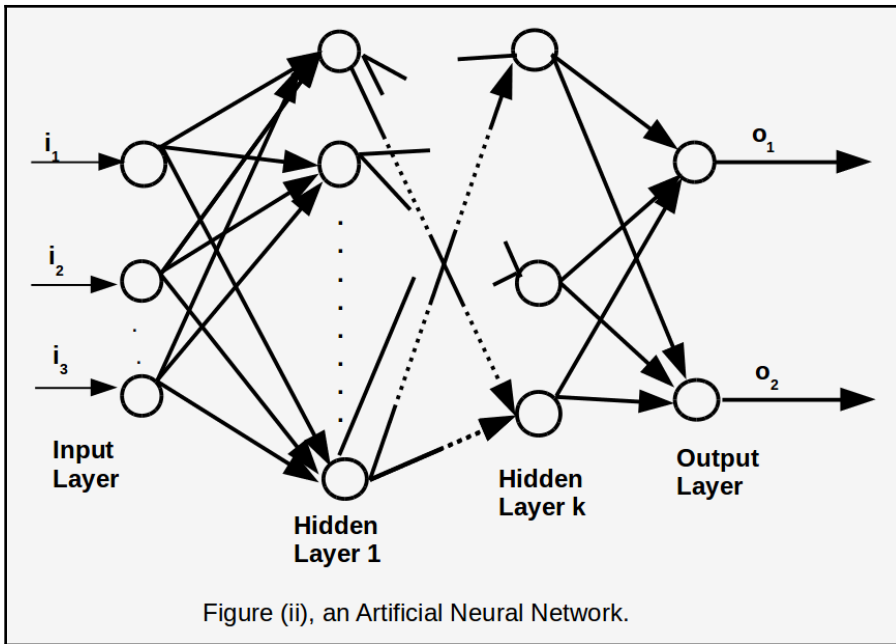 i1
i2
i3
Input
Layer
Hidden
Layer 1
Hidden
Layer k
Output
Layer
o1
o2
Figure (ii), an Artificial Neural Network.